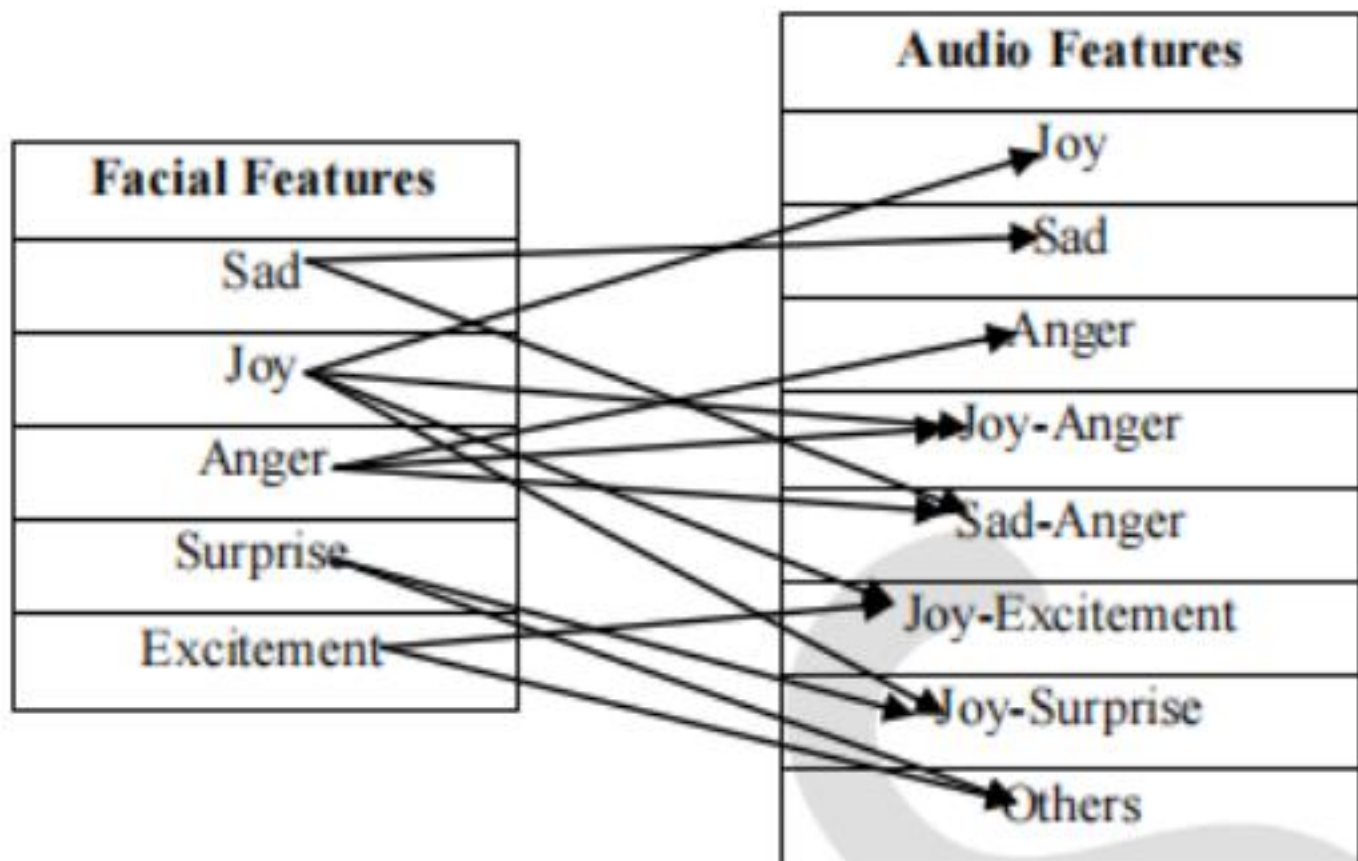 Facial Features
Sad
Joy
Anger
Surprise
Excitement
Audio Features
Joy
Sad
Anger
Joy-Anger
Sad-Anger
Joy-Excitement
Joy-Surprise
Others